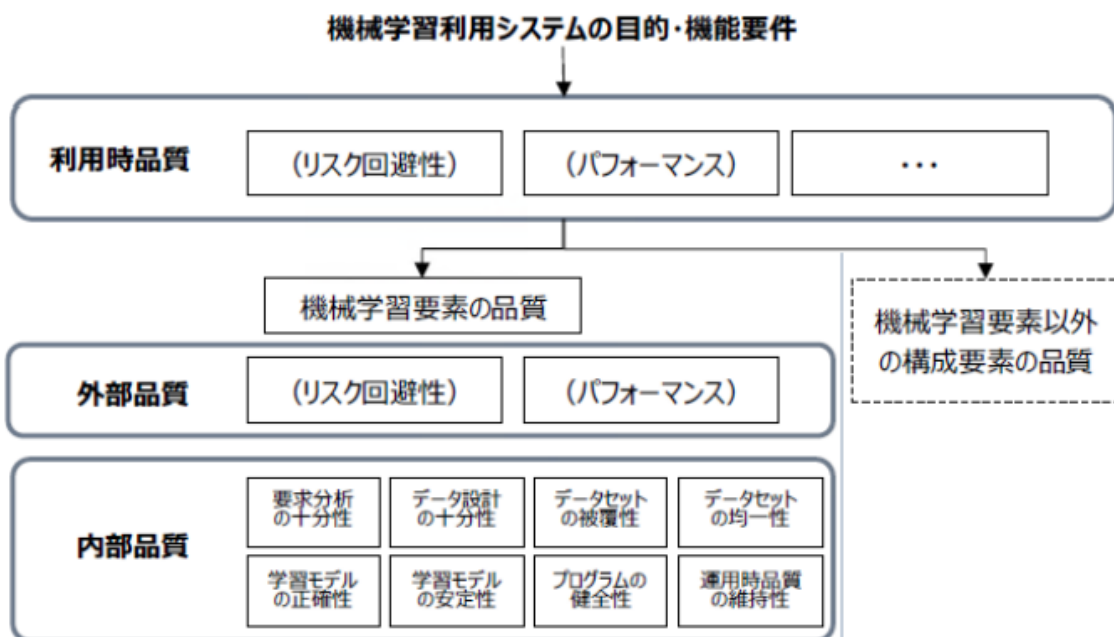 機械学習利用システムの目的・機能要件
利用時品質
(リスク回避性)
(パフォーマンス)
・・・
機械学習要素の品質
機械学習要素以外
の構成要素の品質
外部品質
(リスク回避性)
(パフォーマンス)
内部品質
要求分析
の十分性
データ設計
の十分性
データセット
の被覆性
データセット
の均一性
学習モデル
の正確性
学習モデル
の安定性
プログラムの
健全性
運用時品質
の維持性